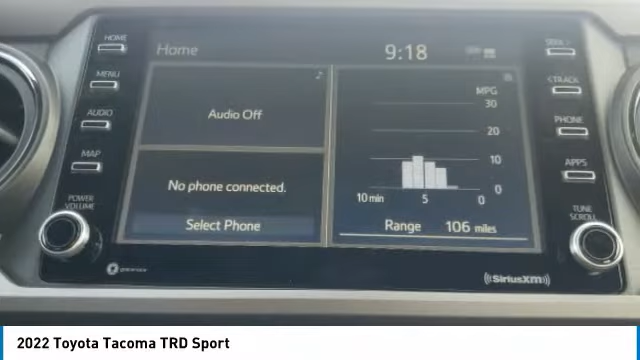 HOME
MENU
AUDIO
MAP
POWER
VOLUME
Home
9:18
Audio Off
No phone connected.
Select Phone
MPG
30
20
10
0
10 min 5 0
Range 106 miles
SEEK >
< TRACK
PHONE
APPS
TUNE
SCROLL
((SiriusXM))
2022 Toyota Tacoma TRD Sport